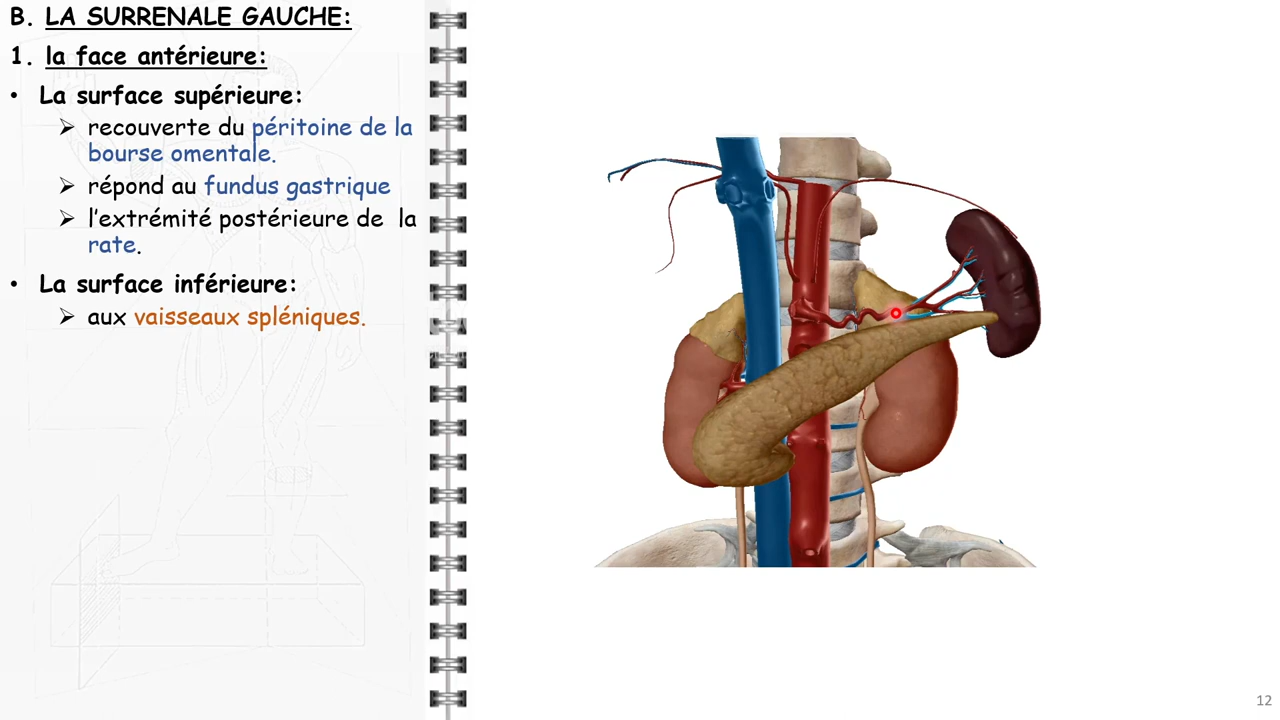 B. LA SURRENALE GAUCHE:
1. la face antérieure:
• La surface supérieure:
➢ recouverte du péritoine de la
bourse omentale.
➢ répond au fundus gastrique
➢ l’extrémité postérieure de la
rate.
• La surface inférieure:
➢ aux vaisseaux spléniques.
12